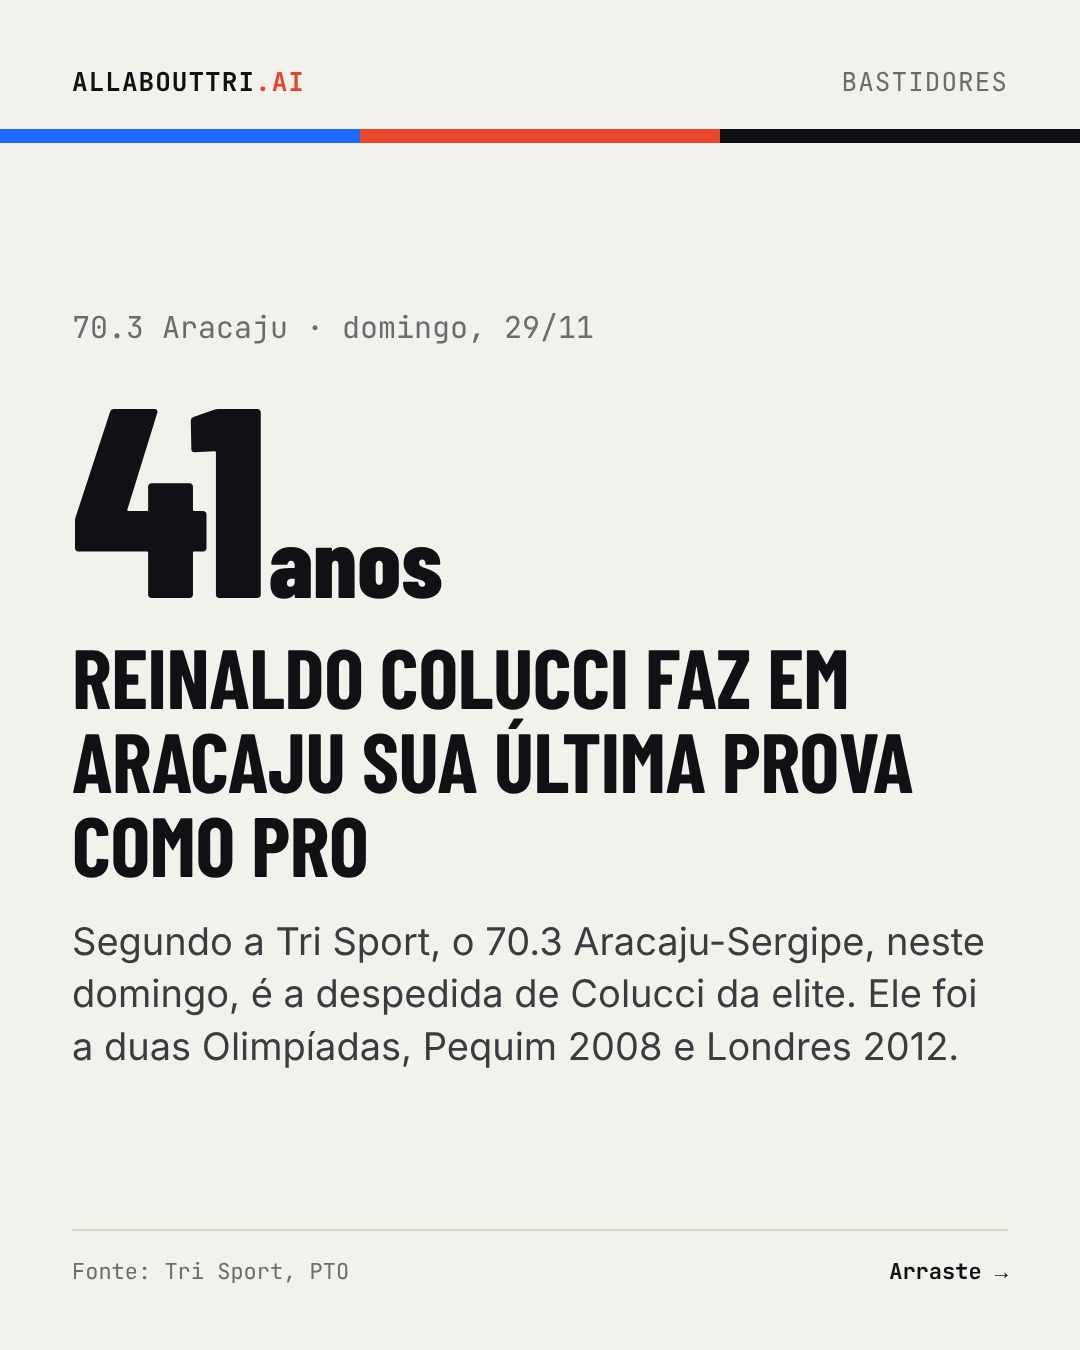 ALLABOUTTRI.AI
BASTIDORES
70.3 Aracaju · domingo, 29/11
41 anos
REINALDO COLUCCI FAZ EM
ARACAJU SUA ÚLTIMA PROVA
COMO PRO
Segundo a Tri Sport, o 70.3 Aracaju-Sergipe, neste
domingo, é a despedida de Colucci da elite. Ele foi
a duas Olimpíadas, Pequim 2008 e Londres 2012.
Fonte: Tri Sport, PTO
Arraste →